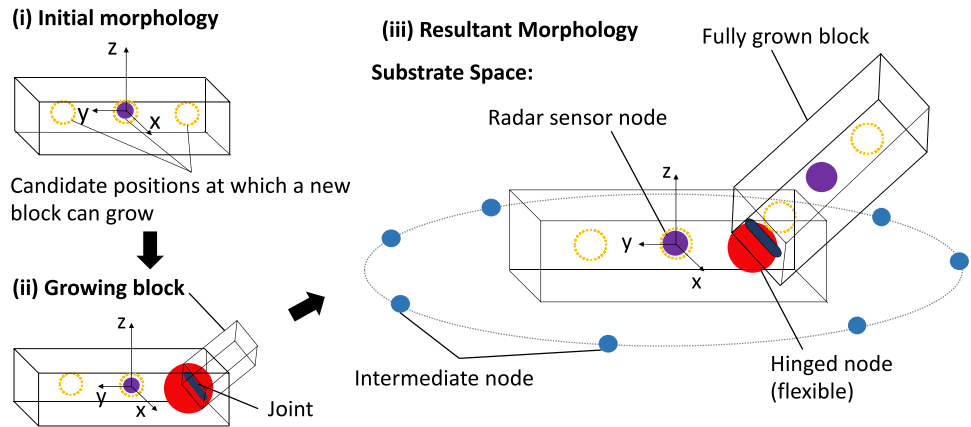 (i) Initial morphology
z
y
x
Candidate positions at which a new
block can grow
(ii) Growing block
z
y
x
Joint
(iii) Resultant Morphology
Substrate Space:
Fully grown block
Radar sensor node
z
y
x
Intermediate node
Hinged node
(flexible)